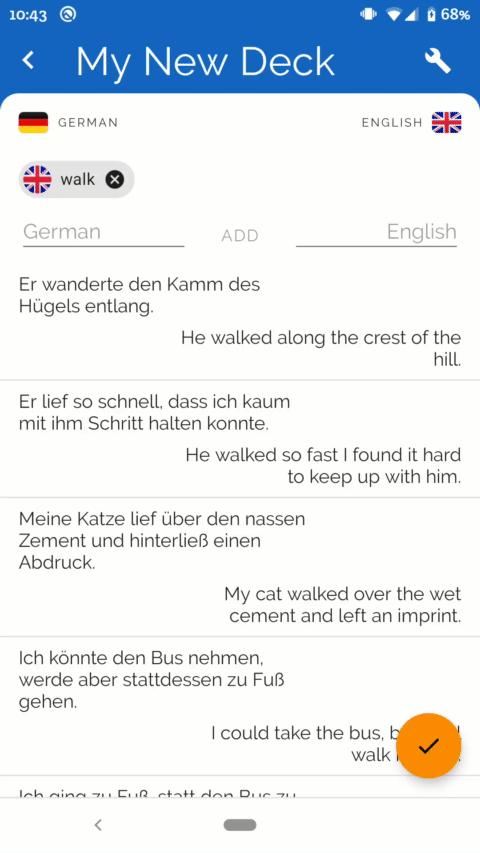 10:43
68%
My New Deck
GERMAN
ENGLISH
walk
German
ADD
English
Er wanderte den Kamm des
Hügels entlang.
He walked along the crest of the
hill.
Er lief so schnell, dass ich kaum
mit ihm Schritt halten konnte.
He walked so fast I found it hard
to keep up with him.
Meine Katze lief über den nassen
Zement und hinterließ einen
Abdruck.
My cat walked over the wet
cement and left an imprint.
Ich könnte den Bus nehmen,
werde aber stattdessen zu Fuß
gehen.
I could take the bus,
walk
Ich ging zu Fuß, statt den Bus zu